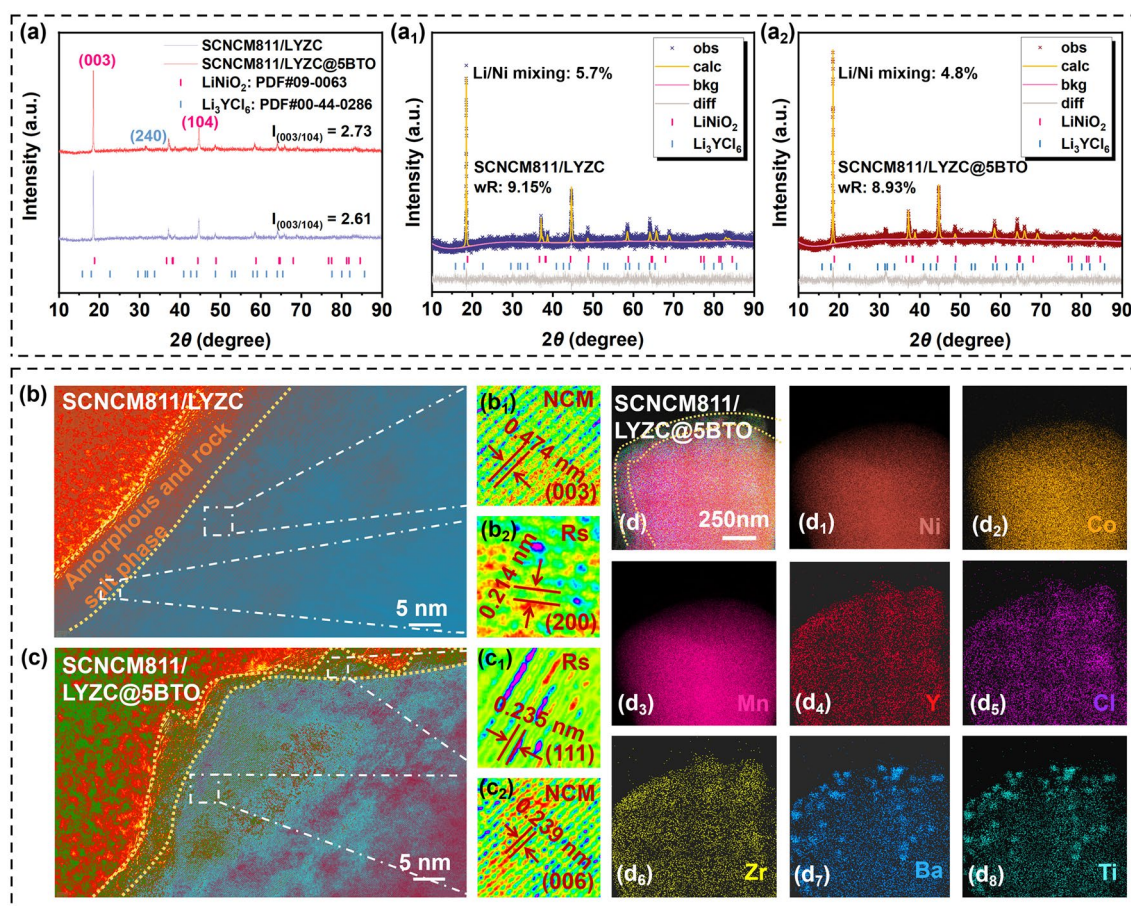 (a)
Intensity (a.u.)
(003)
(240)
(104)
SCNCM811/LYZC
SCNCM811/LYZC@5BTO
LiNiO₂: PDF#09-0063
Li₃YCl₆: PDF#00-44-0286
I₍₀₀₃/₁₀₄₎ = 2.73
I₍₀₀₃/₁₀₄₎ = 2.61
10 20 30 40 50 60 70 80 90
2θ (degree)
(a₁)
Intensity (a.u.)
Li/Ni mixing: 5.7%
obs
calc
bkg
diff
LiNiO₂
Li₃YCl₆
SCNCM811/LYZC
wR: 9.15%
10 20 30 40 50 60 70 80 90
2θ (degree)
(a₂)
Intensity (a.u.)
Li/Ni mixing: 4.8%
obs
calc
bkg
diff
LiNiO₂
Li₃YCl₆
SCNCM811/LYZC@5BTO
wR: 8.93%
10 20 30 40 50 60 70 80 90
2θ (degree)
(b)
SCNCM811/LYZC
Amorphous and rock
salt phase
5 nm
(b₁)
NCM
0.474 nm
(003)
(b₂)
Rs
0.214 nm
(200)
(c)
SCNCM811/
LYZC@5BTO
5 nm
(c₁)
Rs
0.235 nm
(111)
(c₂)
NCM
0.239 nm
(006)
SCNCM811/
LYZC@5BTO
(d)
250nm
(d₁)
Ni
(d₂)
Co
(d₃)
Mn
(d₄)
Y
(d₅)
Cl
(d₆)
Zr
(d₇)
Ba
(d₈)
Ti